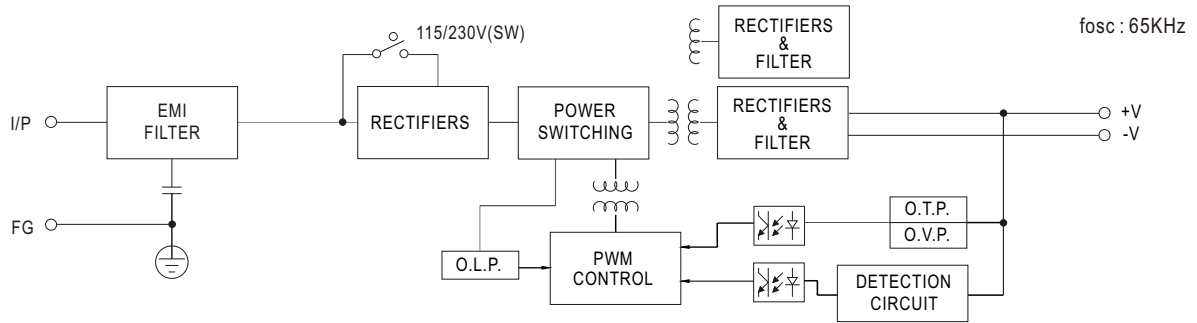 115/230V(SW)
RECTIFIERS
&
FILTER
fosc : 65KHz
I/P
EMI
FILTER
RECTIFIERS
POWER
SWITCHING
RECTIFIERS
&
FILTER
+V
-V
FG
O.L.P.
PWM
CONTROL
O.T.P.
O.V.P.
DETECTION
CIRCUIT